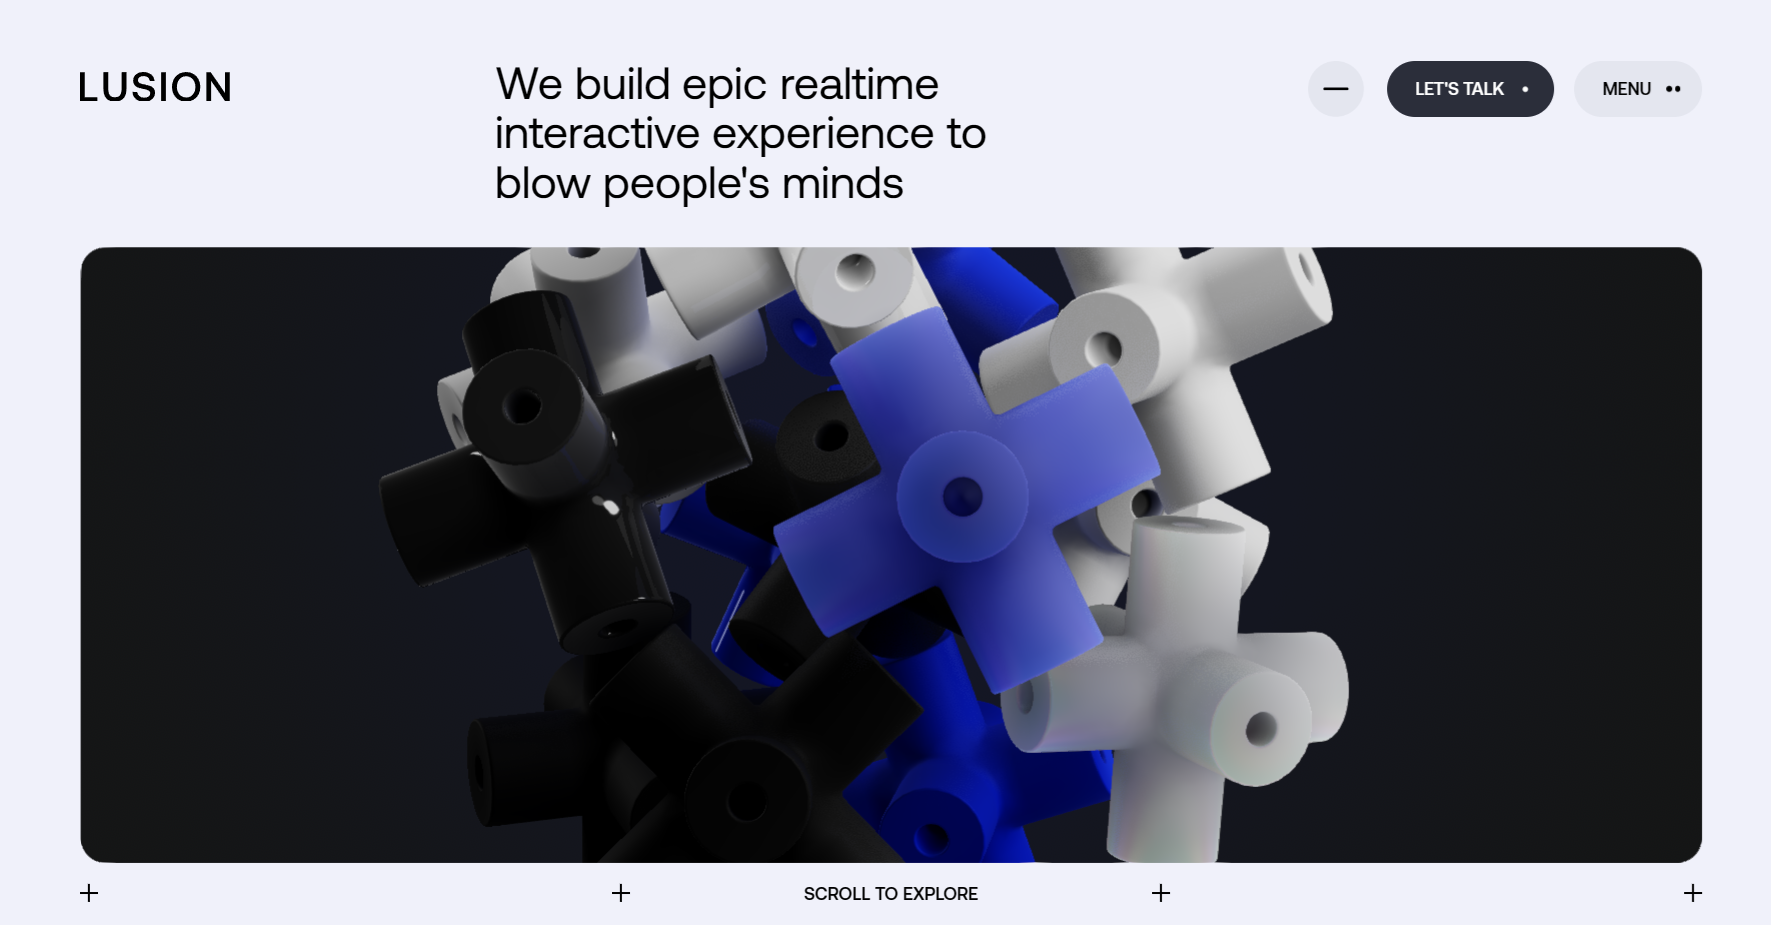 LUSION
We build epic realtime
interactive experience to
blow people's minds
LET'S TALK
MENU
SCROLL TO EXPLORE